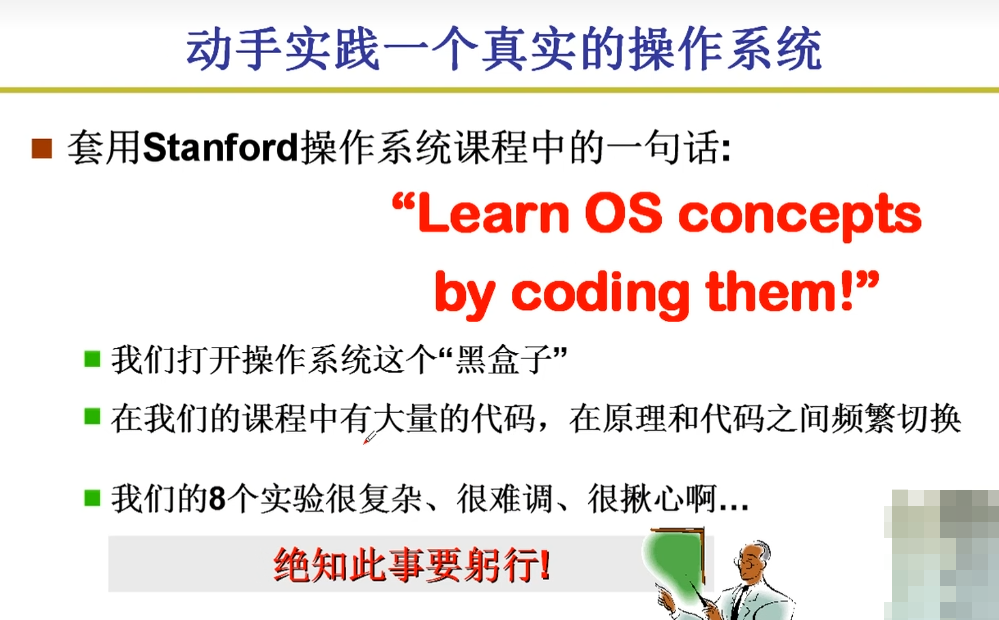 动手实践一个真实的操作系统
套用Stanford操作系统课程中的一句话:
“Learn OS concepts
by coding them!”
我们打开操作系统这个“黑盒子”
在我们的课程中有大量的代码，在原理和代码之间频繁切换
我们的8个实验很复杂、很难调、很揪心啊...
绝知此事要躬行!